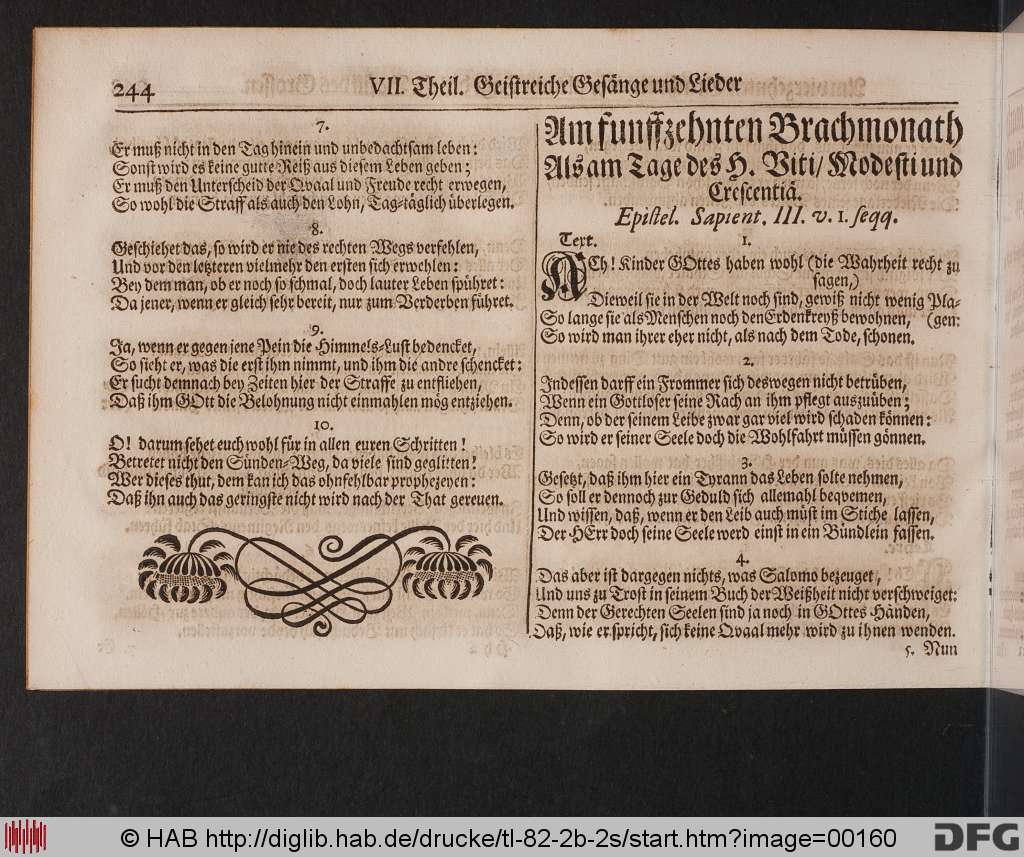 244
VII. Theil. Geistreiche Gesänge und Lieder
7.
Er muß nicht in den Tag hinein und unbedachtsam leben:
Sonst wird es keine gutte Reiß aus diesem Leben geben;
Er muß den Unterscheid der Qvaal und Freude recht erwegen,
So wohl die Straff als auch den Lohn, Tag-täglich überlegen.
8.
Geschiehet das, so wird er nie des rechten Wegs verfehlen,
Und vor den letzteren vielmehr den ersten sich erwehlen:
Bey dem man, ob er noch so schmal, doch lauter Leben spühret:
Da jener, wenn er gleich sehr bereit, nur zum Verderben führet.
9.
Ja, wenn er gegen jene Pein die Himmels-Lust bedencket,
So sieht er, was die erst ihm nimmt, und ihm die andre schencket:
Er sucht demnach bey Zeiten hier der Straffe zu entfliehen,
Daß ihm GOtt die Belohnung nicht einmahlen mög entziehen.
10.
O! darum sehet euch wohl für in allen euren Schritten!
Betretet nicht den Sünden-Weg, da viele sind geglitten!
Wer dieses thut, dem kan ich das ohnfehlbar prophezeyen:
Daß ihn auch das geringste nicht wird nach der That gereuen.
Am funffzehnten Brachmonath
Als am Tage des H. Viti/ Modesti und
Crescentiä.
Epistel. Sapient. III. v. 1. seqq.
Text. 1.
ACh! Kinder GOttes haben wohl (die Wahrheit recht zu
sagen,)
Dieweil sie in der Welt noch sind, gewiß nicht wenig Pla-
So lange sie als Menschen noch den Erdenkreyß bewohnen, (gen:
So wird man ihrer eher nicht, als nach dem Tode, schonen.
2.
Indessen darff ein Frommer sich deswegen nicht betrüben,
Wenn ein Gottloser seine Rach an ihm pflegt auszuüben;
Denn, ob der seinem Leibe zwar gar viel wird schaden können:
So wird er seiner Seele doch die Wohlfahrt müssen gönnen.
3.
Gesetzt, daß ihm hier ein Tyrann das Leben solte nehmen,
So soll er dennoch zur Geduld sich allemahl beqvemen,
Und wissen, daß, wenn er den Leib auch müst im Stiche lassen,
Der HErr doch seine Seele werd einst in ein Bündlein fassen.
4.
Das aber ist dargegen nichts, was Salomo bezeuget,
Und uns zu Trost in seinem Buch der Weißheit nicht verschweiget:
Denn der Gerechten Seelen sind ja noch in GOttes Händen,
Daß, wie er spricht, sich keine Qvaal mehr wird zu ihnen wenden.
5. Nun
© HAB http://diglib.hab.de/drucke/tl-82-2b-2s/start.htm?image=00160
DFG